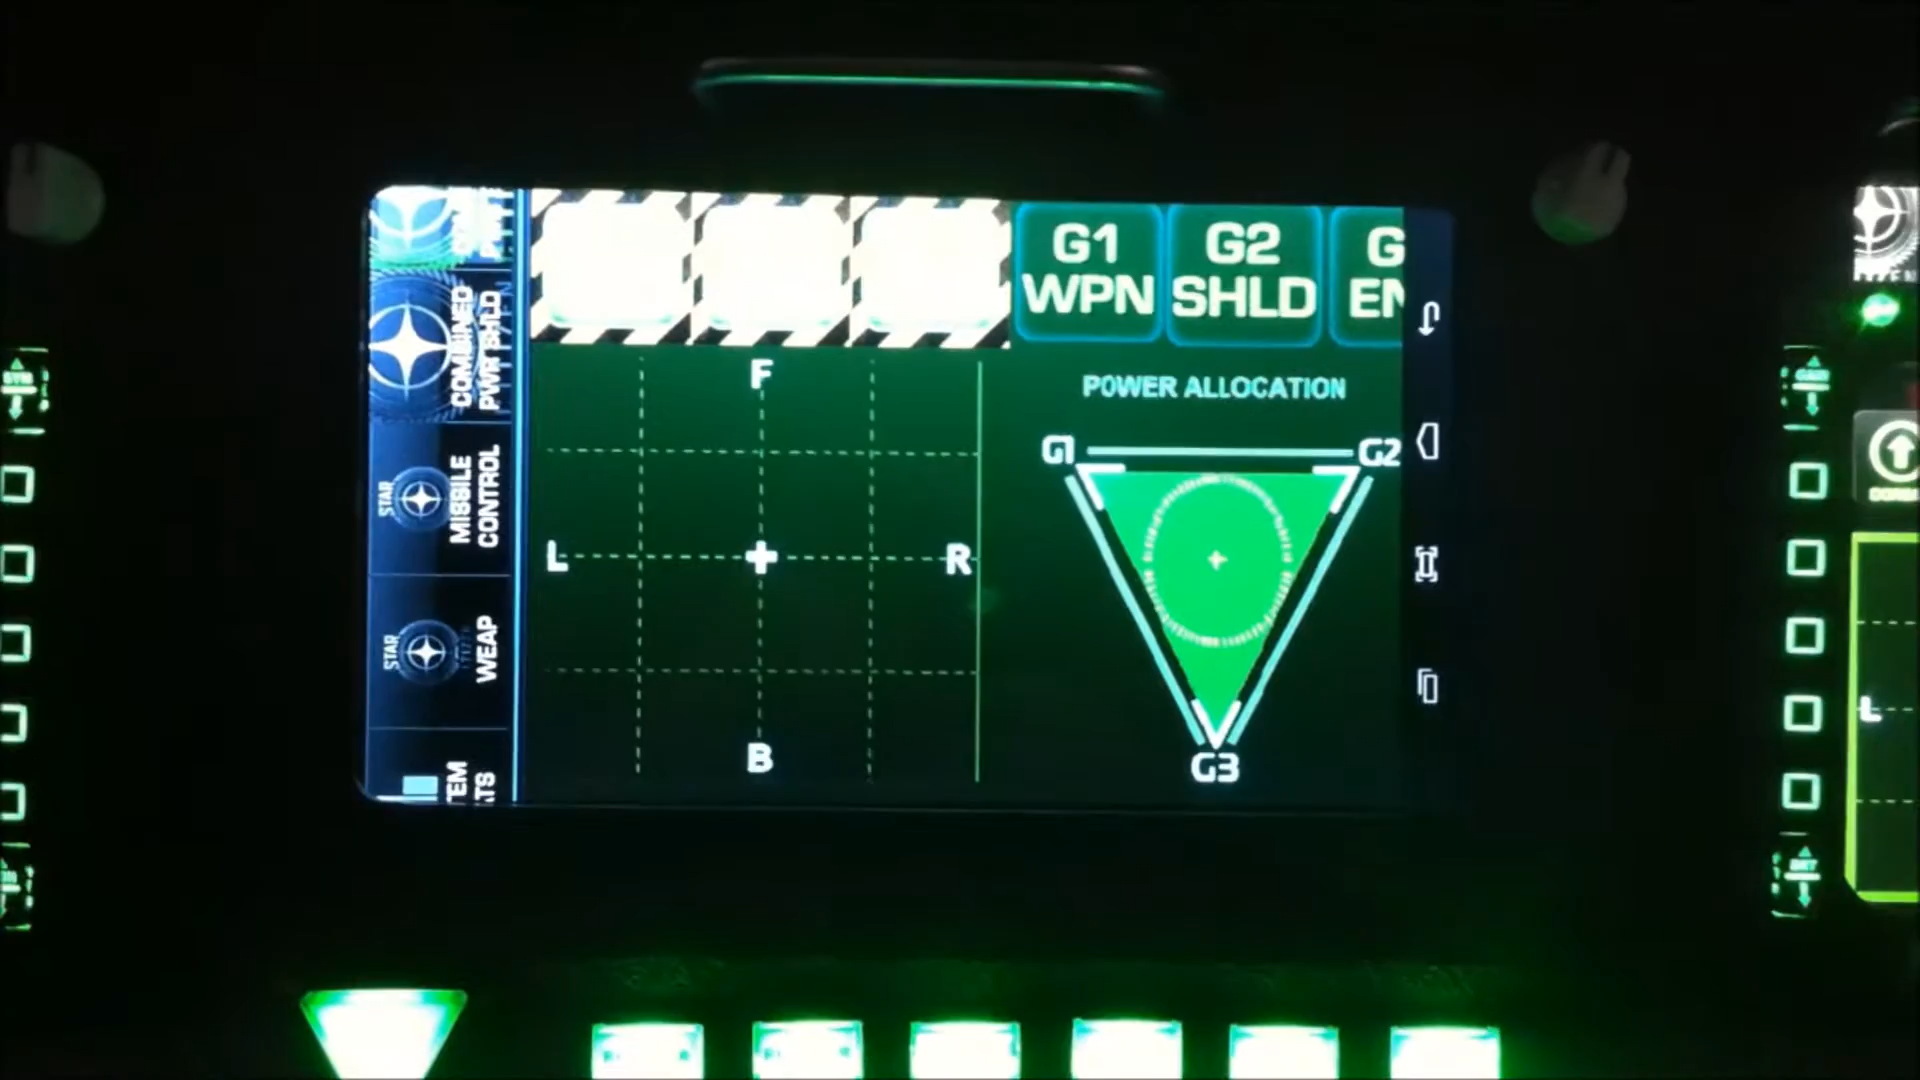 COMBINED
PWR SHLD
STAR
MISSILE
CONTROL
STAR
WEAP
G1
WPN
G2
SHLD
G
EN
F
L
R
B
POWER ALLOCATION
G1
G2
G3
L